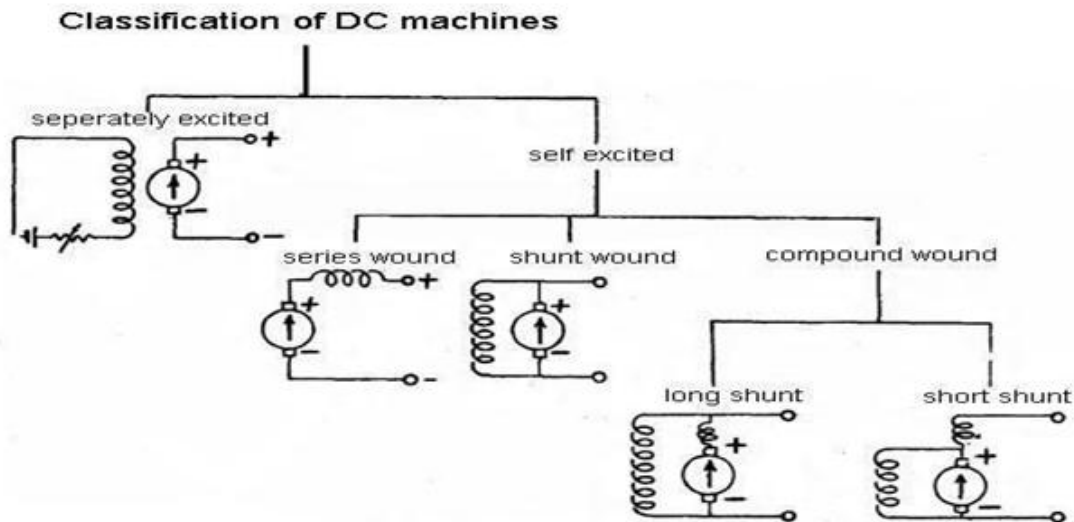 Classification of DC machines
seperately excited
+
+
−
−
self excited
series wound
shunt wound
compound wound
+
+
−
-
+
−
long shunt
short shunt
+
−
+
−